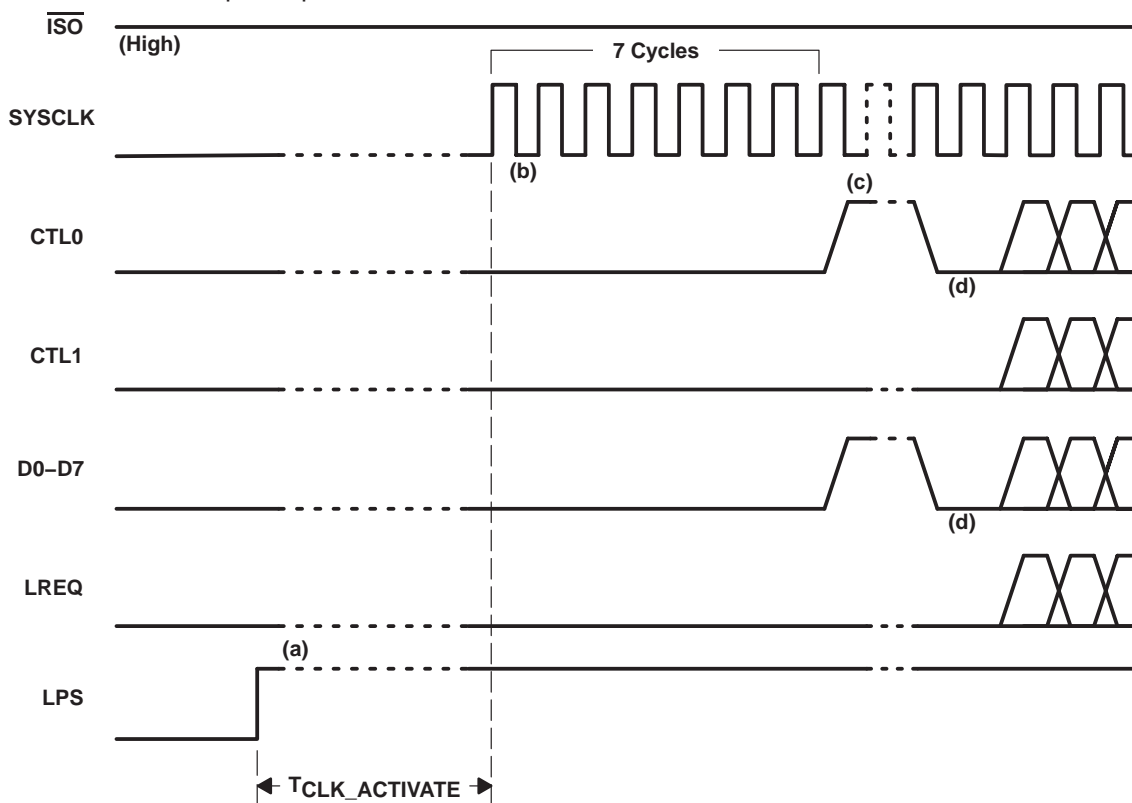 ISO
(High)
7 Cycles
SYSCLK
(b)
(c)
CTL0
(d)
CTL1
D0–D7
(d)
LREQ
(a)
LPS
TCLK_ACTIVATE